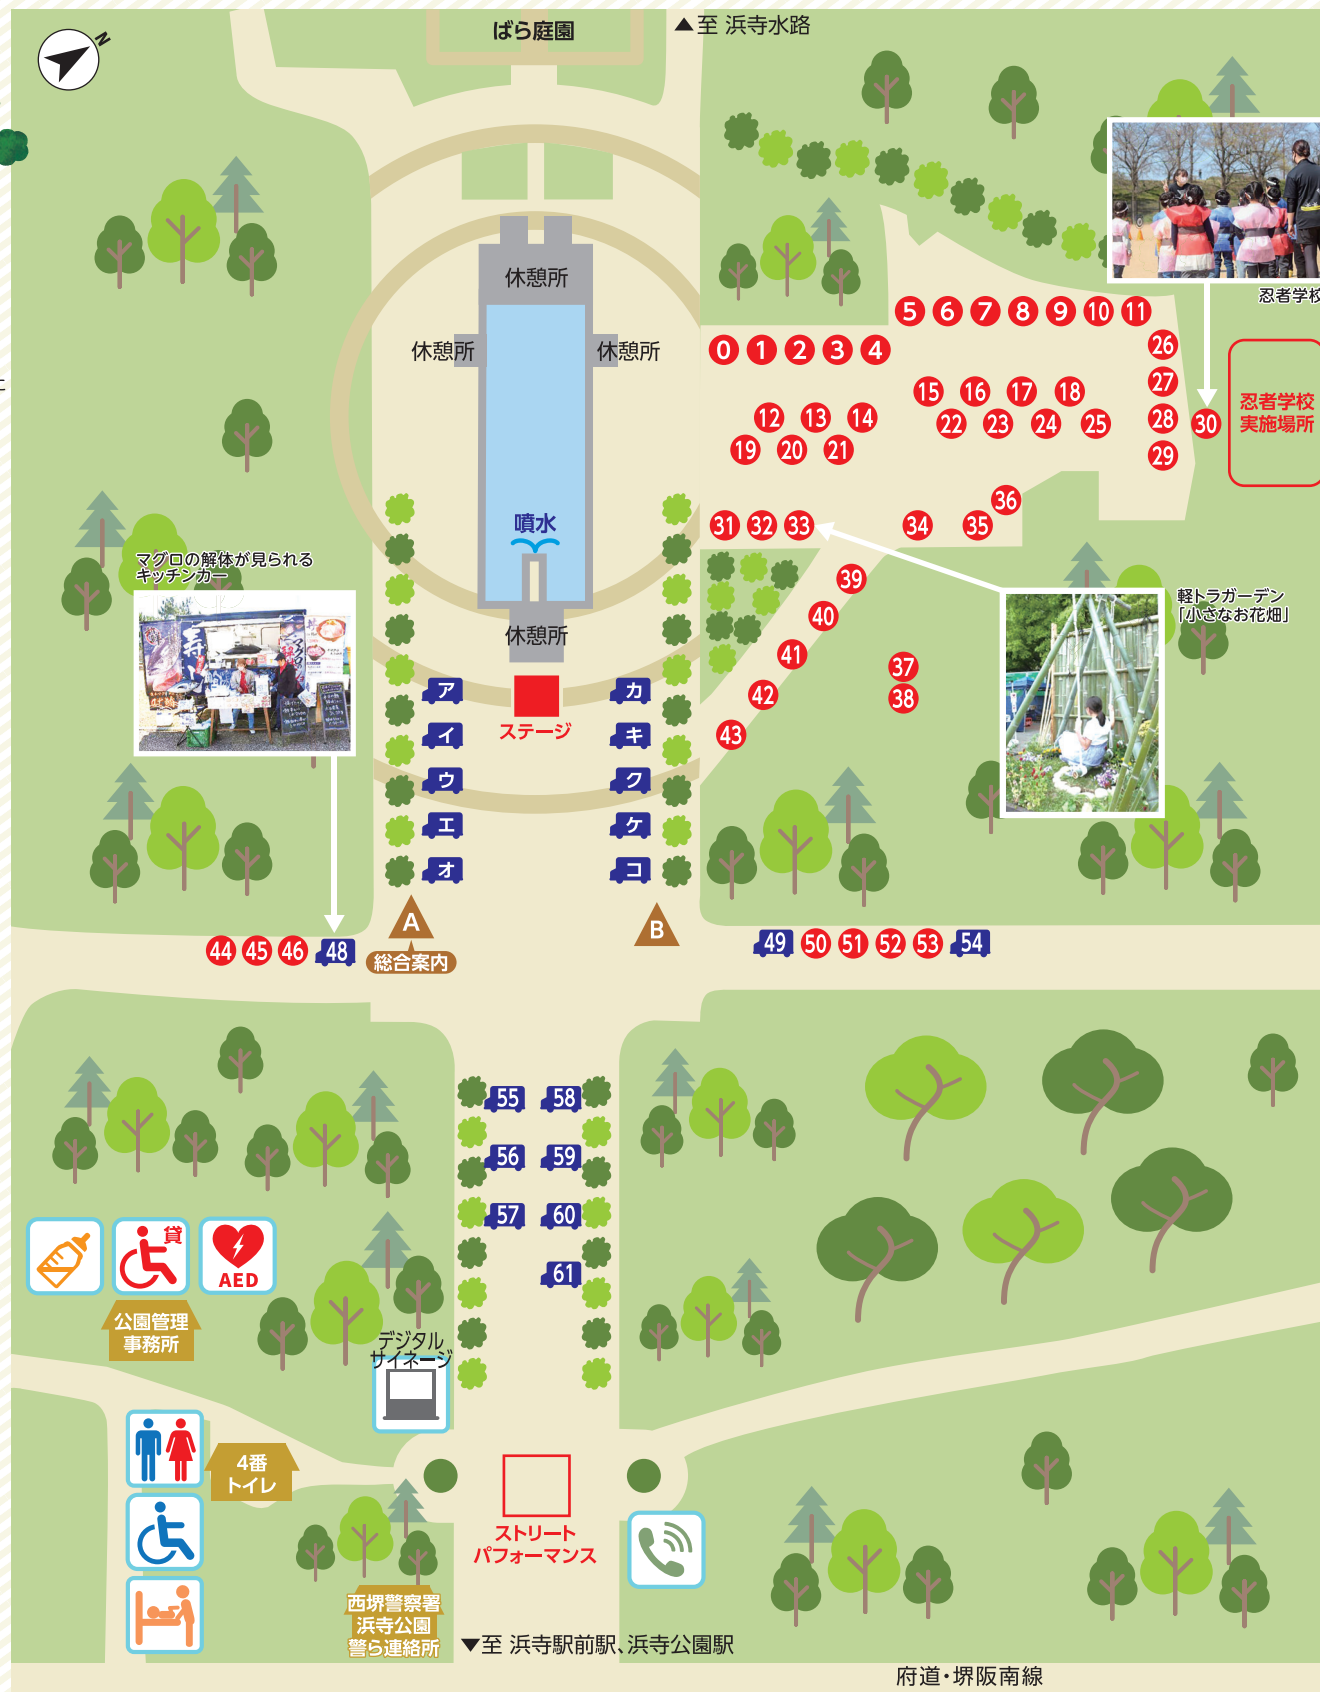 N
ばら庭園
▲至 浜寺水路
忍者学校
休憩所
休憩所
休憩所
5 6 7 8 9 10 11
0 1 2 3 4
26
27
28
29
30
忍者学校
実施場所
15 16 17 18
12 13 14
22 23 24 25
19 20 21
36
31 32 33 34 35
噴水
マグロの解体が見られる
キッチンカー
39
40
41
42
43
37
38
軽トラガーデン
「小さなお花畑」
休憩所
ステージ
ア カ
イ キ
ウ ク
エ ケ
オ コ
A
B
総合案内
44 45 46 48
49 50 51 52 53 54
55 58
56 59
57 60
61
貸
AED
公園管理
事務所
デジタル
サイネージ
4番
トイレ
ストリート
パフォーマンス
西堺警察署
浜寺公園
警ら連絡所
▼至 浜寺駅前駅、浜寺公園駅
府道・堺阪南線